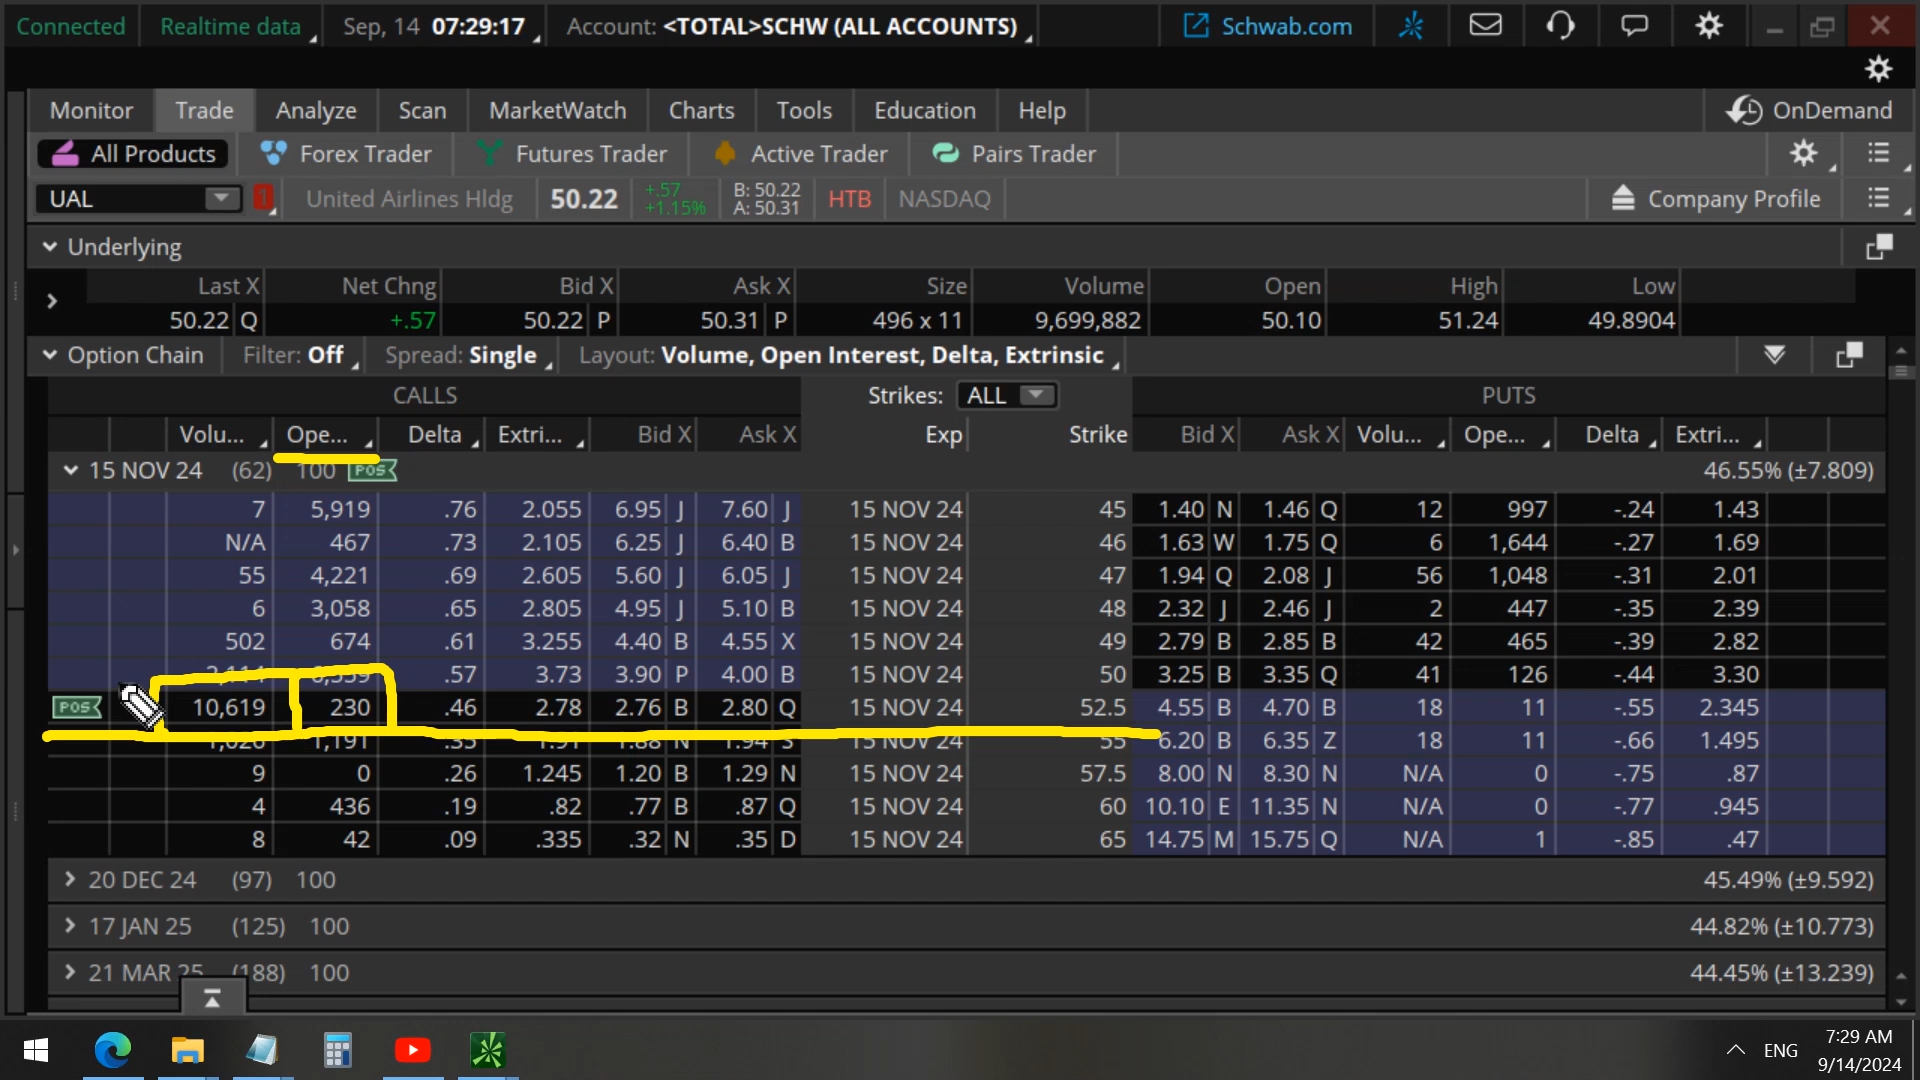 Connected Realtime data Sep, 14 07:29:17 Account: <TOTAL>SCHW (ALL ACCOUNTS) Schwab.com
Monitor Trade Analyze Scan MarketWatch Charts Tools Education Help OnDemand
All Products Forex Trader Futures Trader Active Trader Pairs Trader
UAL 1 United Airlines Hldg 50.22 +.57 +1.15% B: 50.22 A: 50.31 HTB NASDAQ Company Profile
Underlying
Last X Net Chng Bid X Ask X Size Volume Open High Low
50.22 Q +.57 50.22 P 50.31 P 496 x 11 9,699,882 50.10 51.24 49.8904
Option Chain Filter: Off Spread: Single Layout: Volume, Open Interest, Delta, Extrinsic
CALLS Strikes: ALL PUTS
Volu... Ope... Delta Extri... Bid X Ask X Exp Strike Bid X Ask X Volu... Ope... Delta Extri...
15 NOV 24 (62) 100 POS 46.55% (±7.809)
7 5,919 .76 2.055 6.95 J 7.60 J 15 NOV 24 45 1.40 N 1.46 Q 12 997 -.24 1.43
N/A 467 .73 2.105 6.25 J 6.40 B 15 NOV 24 46 1.63 W 1.75 Q 6 1,644 -.27 1.69
55 4,221 .69 2.605 5.60 J 6.05 J 15 NOV 24 47 1.94 Q 2.08 J 56 1,048 -.31 2.01
6 3,058 .65 2.805 4.95 J 5.10 B 15 NOV 24 48 2.32 J 2.46 J 2 447 -.35 2.39
502 674 .61 3.255 4.40 B 4.55 X 15 NOV 24 49 2.79 B 2.85 B 42 465 -.39 2.82
.57 3.73 3.90 P 4.00 B 15 NOV 24 50 3.25 B 3.35 Q 41 126 -.44 3.30
POS 10,619 230 .46 2.78 2.76 B 2.80 Q 15 NOV 24 52.5 4.55 B 4.70 B 18 11 -.55 2.345
15 NOV 24 55 6.20 B 6.35 Z 18 11 -.66 1.495
9 0 .26 1.245 1.20 B 1.29 N 15 NOV 24 57.5 8.00 N 8.30 N N/A 0 -.75 .87
4 436 .19 .82 .77 B .87 Q 15 NOV 24 60 10.10 E 11.35 N N/A 0 -.77 .945
8 42 .09 .335 .32 N .35 D 15 NOV 24 65 14.75 M 15.75 Q N/A 1 -.85 .47
20 DEC 24 (97) 100 45.49% (±9.592)
17 JAN 25 (125) 100 44.82% (±10.773)
21 MAR 25 (188) 100 44.45% (±13.239)
ENG 7:29 AM
9/14/2024